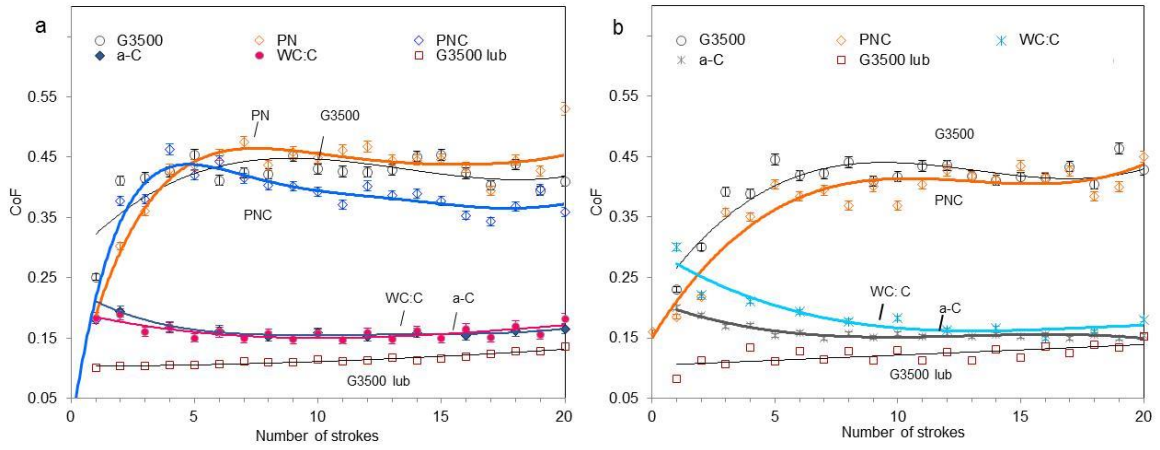 a
G3500
PN
PNC
a-C
WC:C
G3500 lub
0.55
0.45
0.35
0.25
0.15
0.05
CoF
PN
G3500
PNC
WC:C
a-C
G3500 lub
0
5
10
15
20
Number of strokes
b
G3500
PNC
WC:C
a-C
G3500 lub
0.55
0.45
0.35
0.25
0.15
0.05
CoF
G3500
PNC
WC: C
a-C
G3500 lub
0
5
10
15
20
Number of strokes